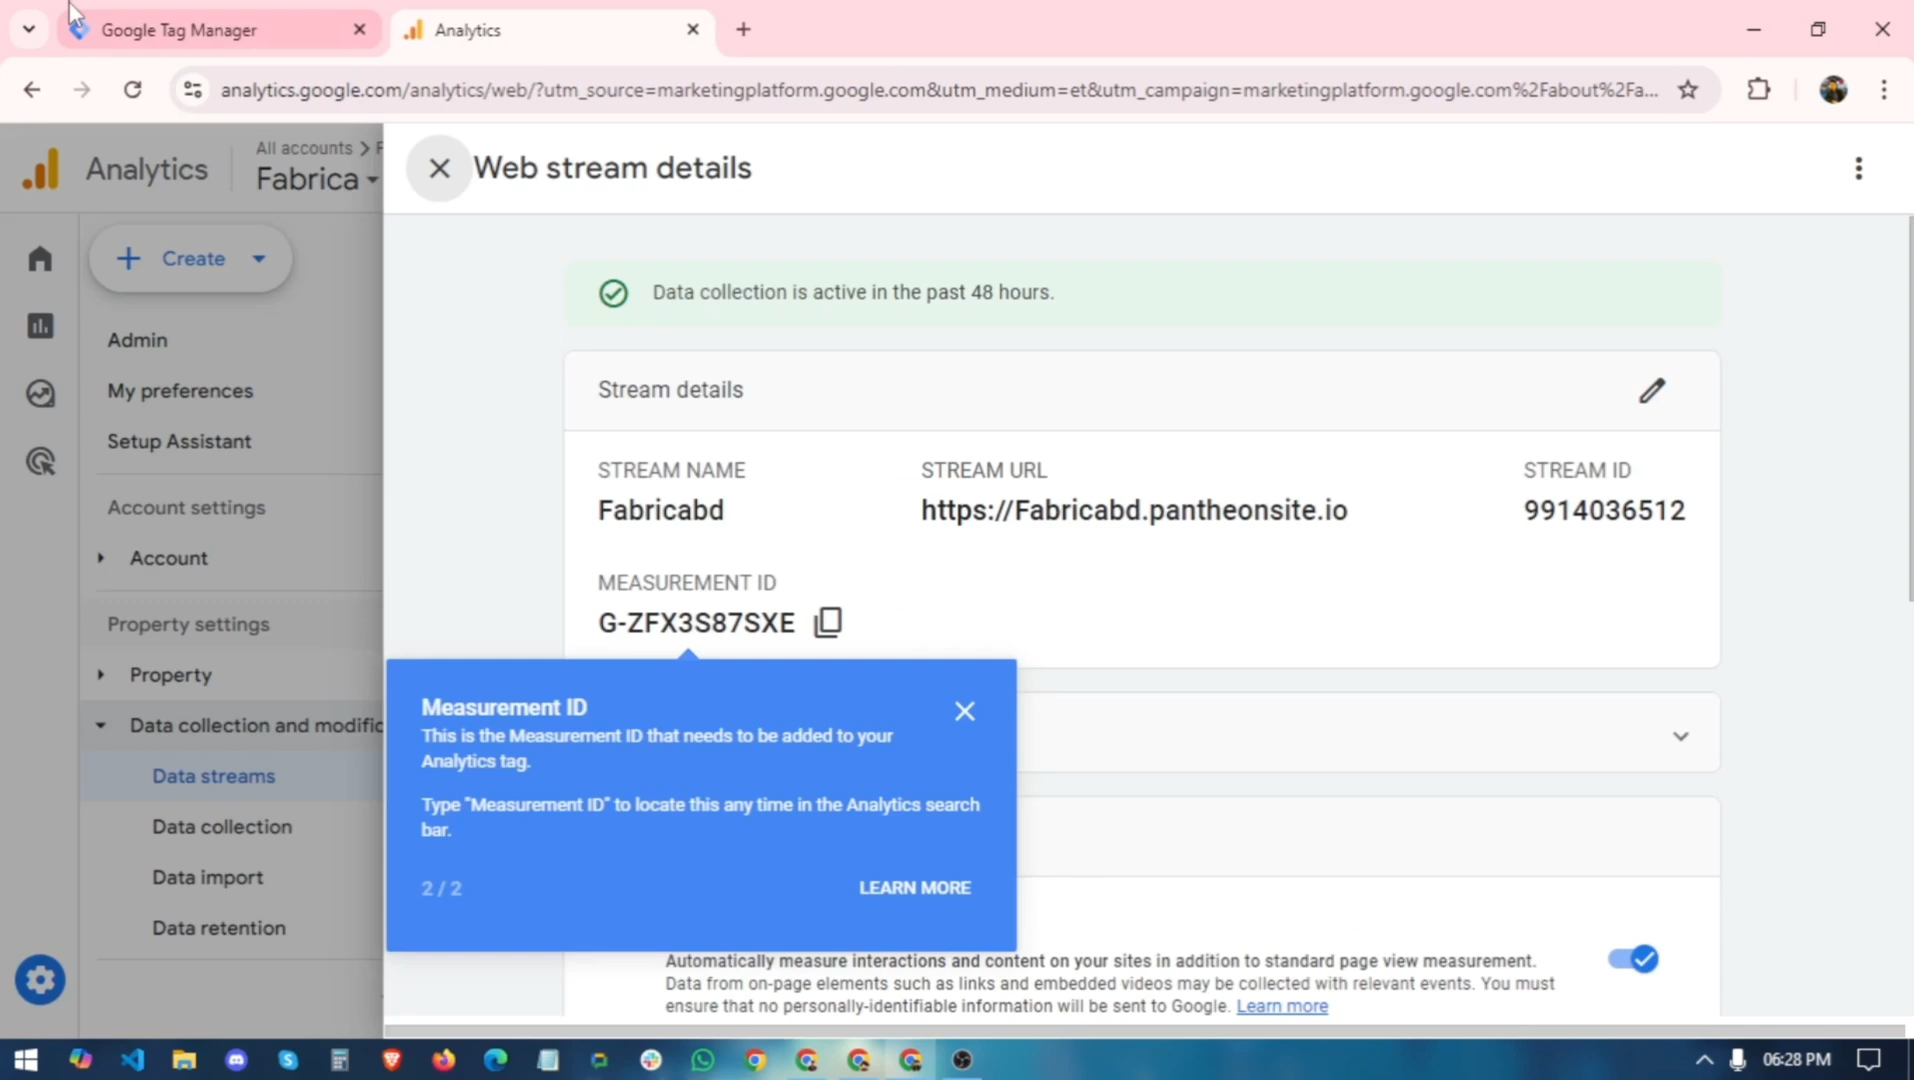 Google Tag Manager
Analytics
analytics.google.com/analytics/web/?utm_source=marketingplatform.google.com&utm_medium=et&utm_campaign=marketingplatform.google.com%2Fabout%2Fa...
Analytics
All accounts > F
Fabrica
Web stream details
Create
Admin
My preferences
Setup Assistant
Account settings
Account
Property settings
Property
Data collection and modific
Data streams
Data collection
Data import
Data retention
Data collection is active in the past 48 hours.
Stream details
STREAM NAME
Fabricabd
STREAM URL
https://Fabricabd.pantheonsite.io
STREAM ID
9914036512
MEASUREMENT ID
G-ZFX3S87SXE
Measurement ID
This is the Measurement ID that needs to be added to your
Analytics tag.
Type "Measurement ID" to locate this any time in the Analytics search
bar.
2 / 2
LEARN MORE
Automatically measure interactions and content on your sites in addition to standard page view measurement.
Data from on-page elements such as links and embedded videos may be collected with relevant events. You must
ensure that no personally-identifiable information will be sent to Google. Learn more
06:28 PM